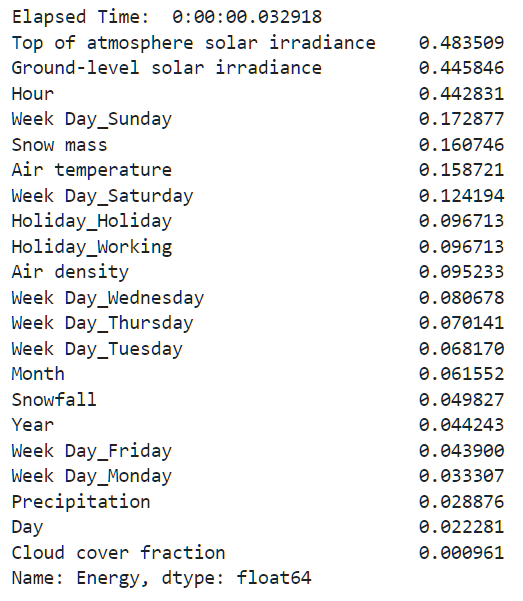 Elapsed Time:  0:00:00.032918
Top of atmosphere solar irradiance    0.483509
Ground-level solar irradiance         0.445846
Hour                                  0.442831
Week Day_Sunday                       0.172877
Snow mass                             0.160746
Air temperature                       0.158721
Week Day_Saturday                     0.124194
Holiday_Holiday                       0.096713
Holiday_Working                       0.096713
Air density                           0.095233
Week Day_Wednesday                    0.080678
Week Day_Thursday                     0.070141
Week Day_Tuesday                      0.068170
Month                                 0.061552
Snowfall                              0.049827
Year                                  0.044243
Week Day_Friday                       0.043900
Week Day_Monday                       0.033307
Precipitation                         0.028876
Day                                   0.022281
Cloud cover fraction                  0.000961
Name: Energy, dtype: float64